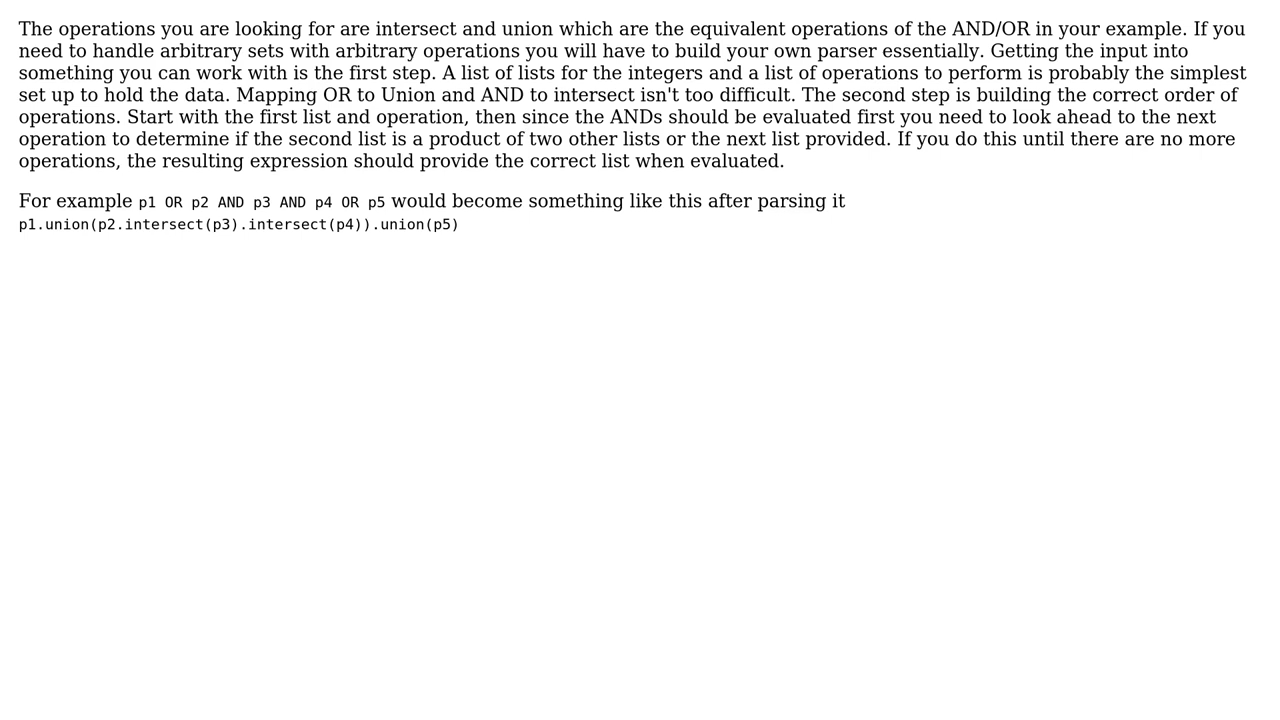 The operations you are looking for are intersect and union which are the equivalent operations of the AND/OR in your example. If you
need to handle arbitrary sets with arbitrary operations you will have to build your own parser essentially. Getting the input into
something you can work with is the first step. A list of lists for the integers and a list of operations to perform is probably the simplest
set up to hold the data. Mapping OR to Union and AND to intersect isn't too difficult. The second step is building the correct order of
operations. Start with the first list and operation, then since the ANDs should be evaluated first you need to look ahead to the next
operation to determine if the second list is a product of two other lists or the next list provided. If you do this until there are no more
operations, the resulting expression should provide the correct list when evaluated.
For example p1 OR p2 AND p3 AND p4 OR p5 would become something like this after parsing it
p1.union(p2.intersect(p3).intersect(p4)).union(p5)